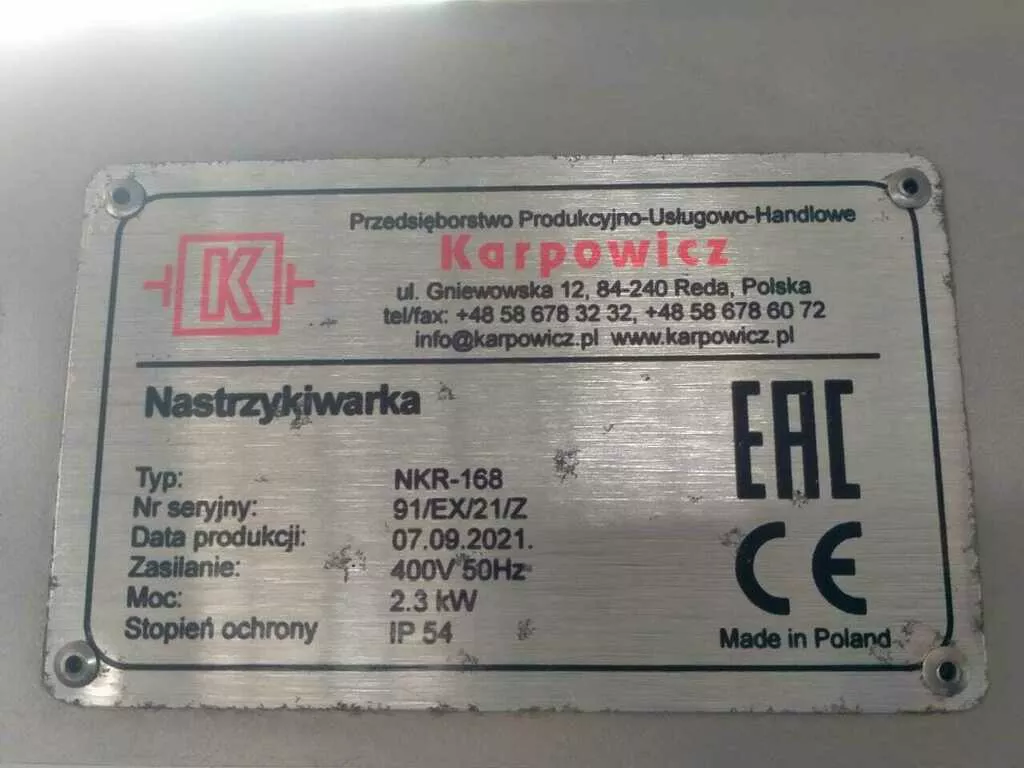 Przedsięborstwo Produkcyjno-Usługowo-Handlowe
K
Karpowicz
ul. Gniewowska 12, 84-240 Reda, Polska
tel/fax: +48 58 678 32 32, +48 58 678 60 72
info@karpowicz.pl www.karpowicz.pl
Nastrzykiwarka
EAC
Typ: NKR-168
Nr seryjny: 91/EX/21/Z
Data produkcji: 07.09.2021.
Zasilanie: 400V 50Hz
CE
Moc: 2.3 kW
Stopień ochrony IP 54
Made in Poland